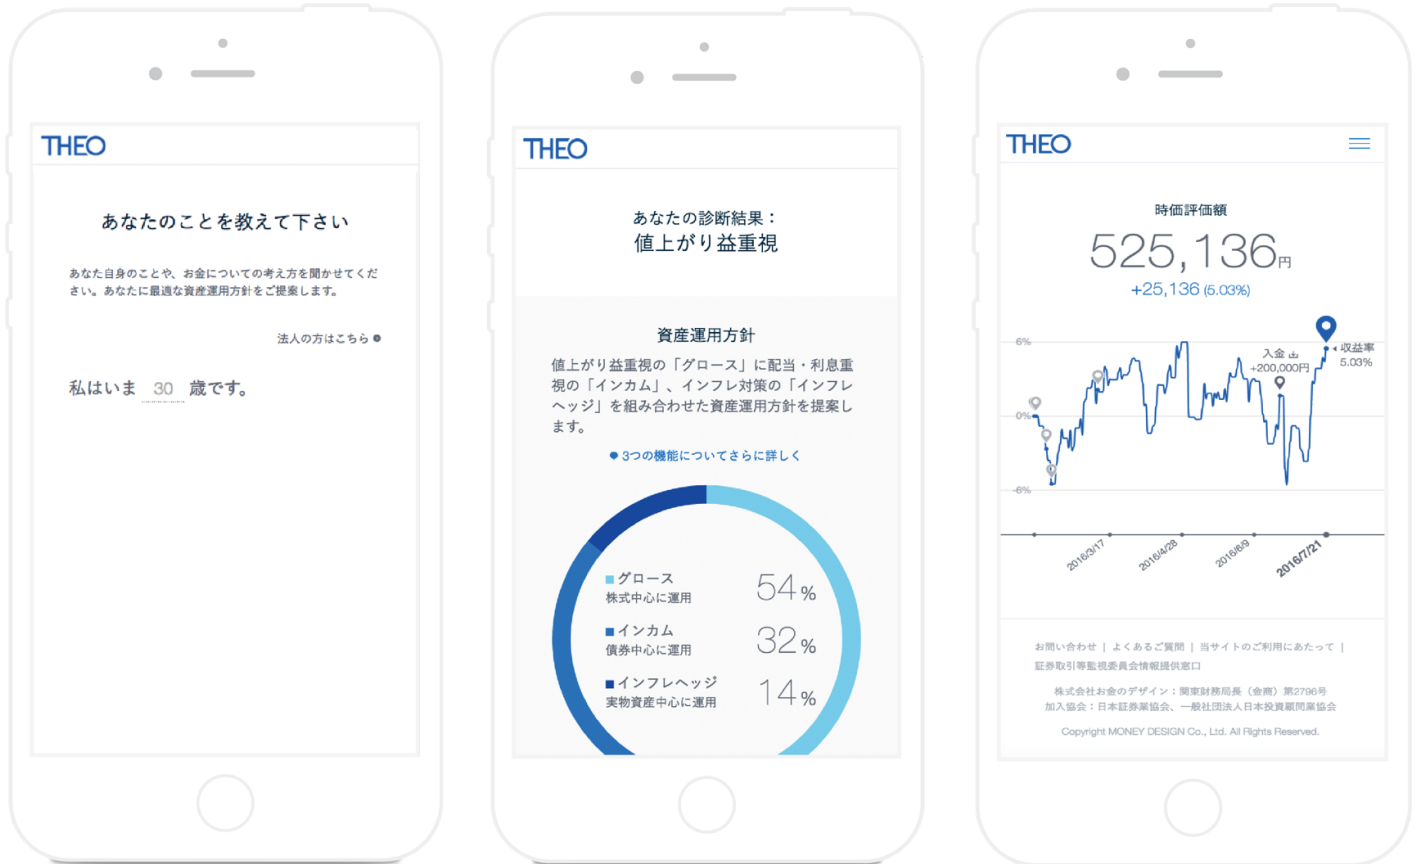 THEO
あなたのことを教えて下さい
あなた自身のことや、お金についての考え方を聞かせてくだ
さい。あなたに最適な資産運用方針をご提案します。
法人の方はこちら
私はいま 30 歳です。
THEO
あなたの診断結果：
値上がり益重視
資産運用方針
値上がり益重視の「グロース」に配当・利息重
視の「インカム」、インフレ対策の「インフレ
ヘッジ」を組み合わせた資産運用方針を提案し
ます。
3つの機能についてさらに詳しく
グロース
株式中心に運用
54%
インカム
債券中心に運用
32%
インフレヘッジ
実物資産中心に運用
14%
THEO
時価評価額
525,136円
+25,136 (5.03%)
6%
入金
+200,000円
収益率
5.03%
0%
-6%
2016/3/17
2016/4/28
2016/6/9
2016/7/21
お問い合わせ | よくあるご質問 | 当サイトのご利用にあたって |
証券取引等監視委員会情報提供窓口
株式会社お金のデザイン：関東財務局長（金商）第2796号
加入協会：日本証券業協会、一般社団法人日本投資顧問業協会
Copyright MONEY DESIGN Co., Ltd. All Rights Reserved.